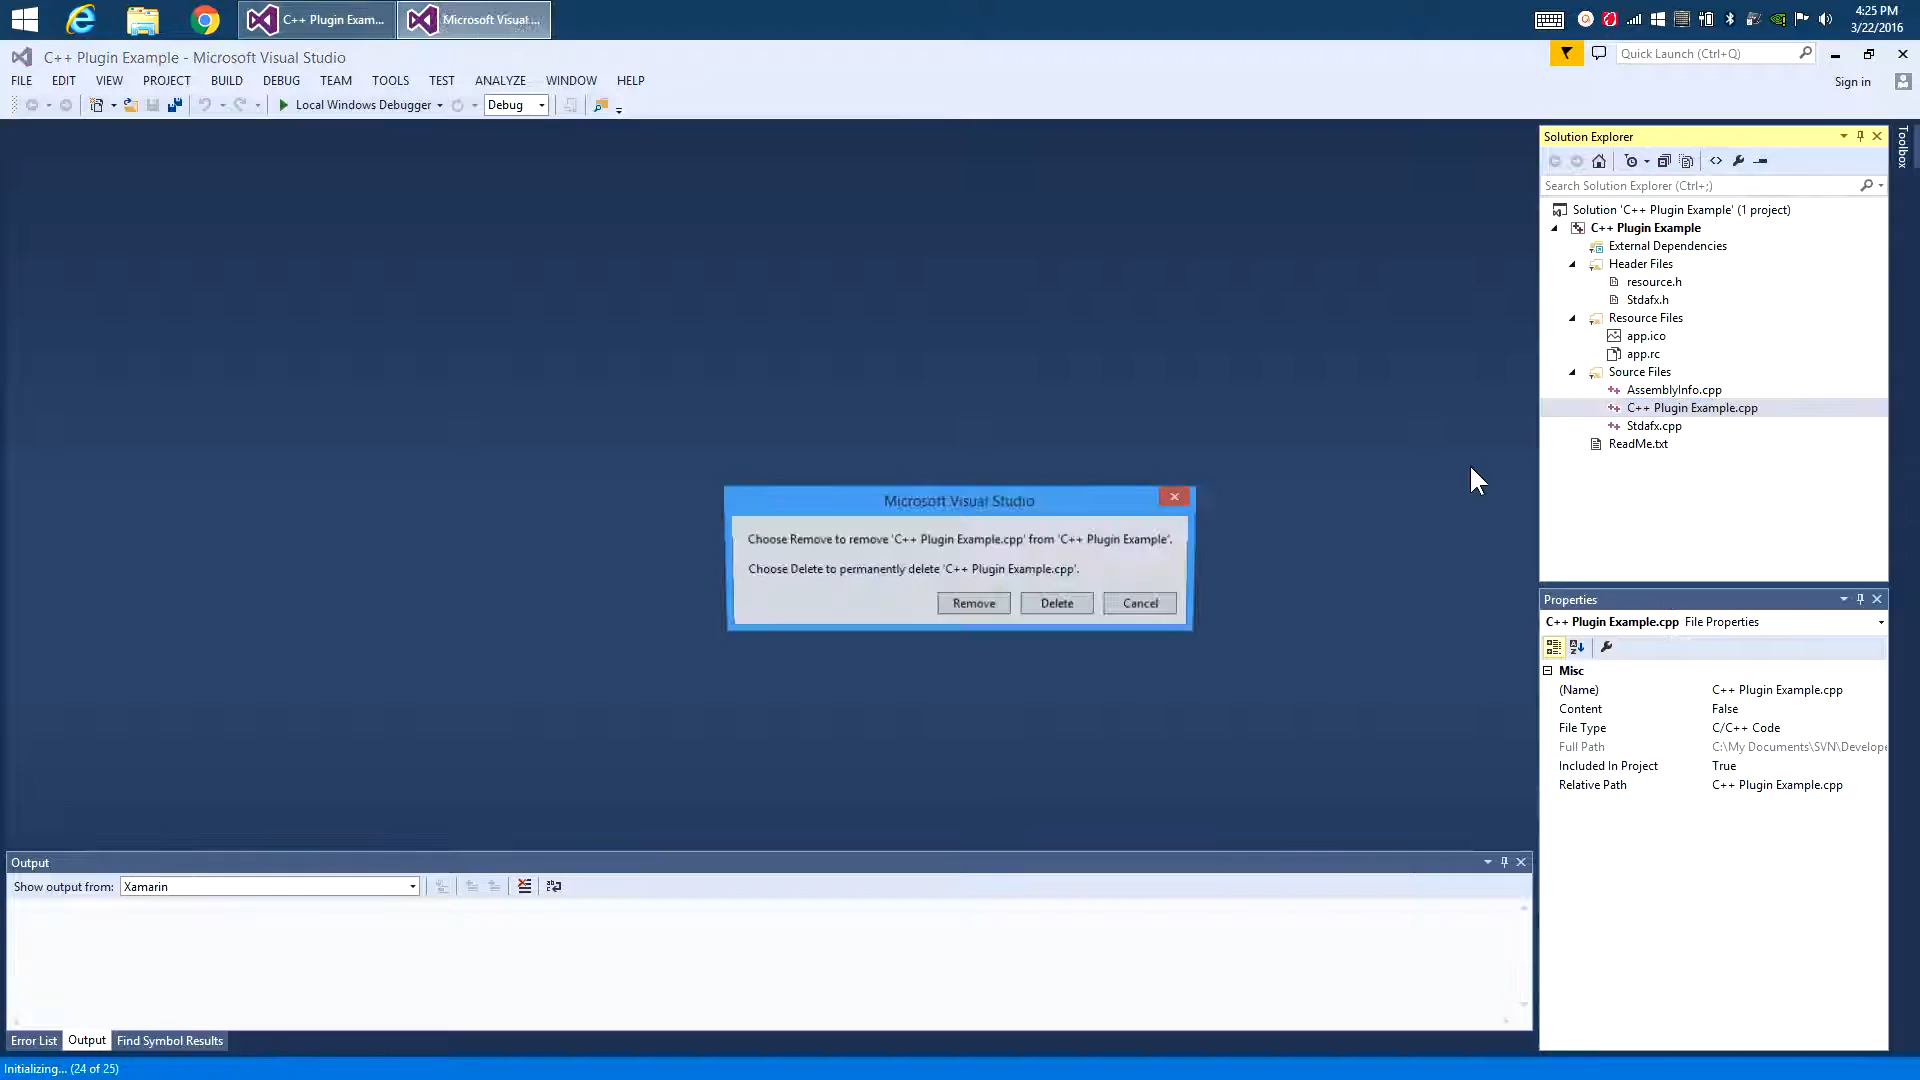 C++ Plugin Exam...
Microsoft Visual ...
4:25 PM
3/22/2016
C++ Plugin Example - Microsoft Visual Studio
Quick Launch (Ctrl+Q)
FILE EDIT VIEW PROJECT BUILD DEBUG TEAM TOOLS TEST ANALYZE WINDOW HELP
Sign in
Local Windows Debugger
Debug
Solution Explorer
Toolbox
Search Solution Explorer (Ctrl+;)
Solution 'C++ Plugin Example' (1 project)
C++ Plugin Example
External Dependencies
Header Files
resource.h
Stdafx.h
Resource Files
app.ico
app.rc
Source Files
AssemblyInfo.cpp
C++ Plugin Example.cpp
Stdafx.cpp
ReadMe.txt
Microsoft Visual Studio
Choose Remove to remove 'C++ Plugin Example.cpp' from 'C++ Plugin Example'.
Choose Delete to permanently delete 'C++ Plugin Example.cpp'.
Remove Delete Cancel
Properties
C++ Plugin Example.cpp File Properties
Misc
(Name) C++ Plugin Example.cpp
Content False
File Type C/C++ Code
Full Path C:\My Documents\SVN\Develope
Included In Project True
Relative Path C++ Plugin Example.cpp
Output
Show output from: Xamarin
Error List Output Find Symbol Results
Initializing... (24 of 25)